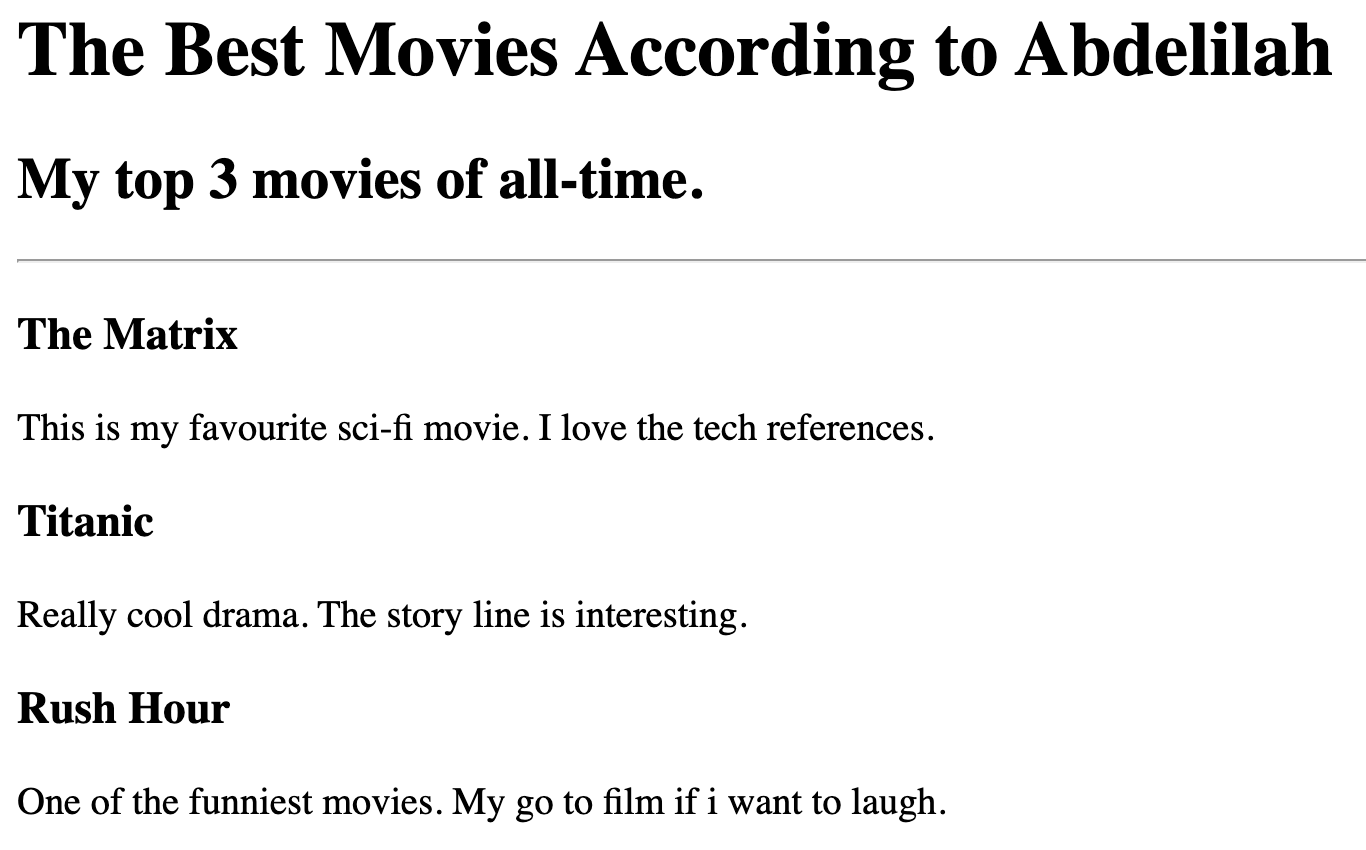 The Best Movies According to Abdelilah
My top 3 movies of all-time.
The Matrix
This is my favourite sci-fi movie. I love the tech references.
Titanic
Really cool drama. The story line is interesting.
Rush Hour
One of the funniest movies. My go to film if i want to laugh.